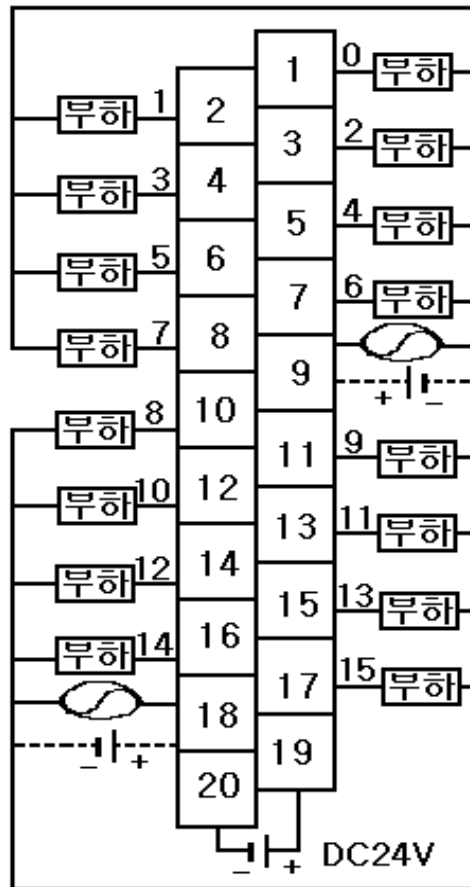 1 0 부하
부하 1 2
3 2 부하
부하 3 4
5 4 부하
부하 5 6
7 6 부하
부하 7 8
9
+ -
부하 8 10
11 9 부하
부하 10 12
13 11 부하
부하 12 14
15 13 부하
부하 14 16
17 15 부하
18
- +
19
20
- + DC24V